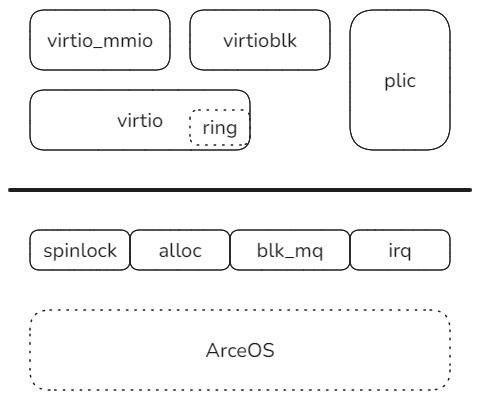 virtio_mmio
virtioblk
plic
virtio
ring
spinlock
alloc
blk_mq
irq
ArceOS